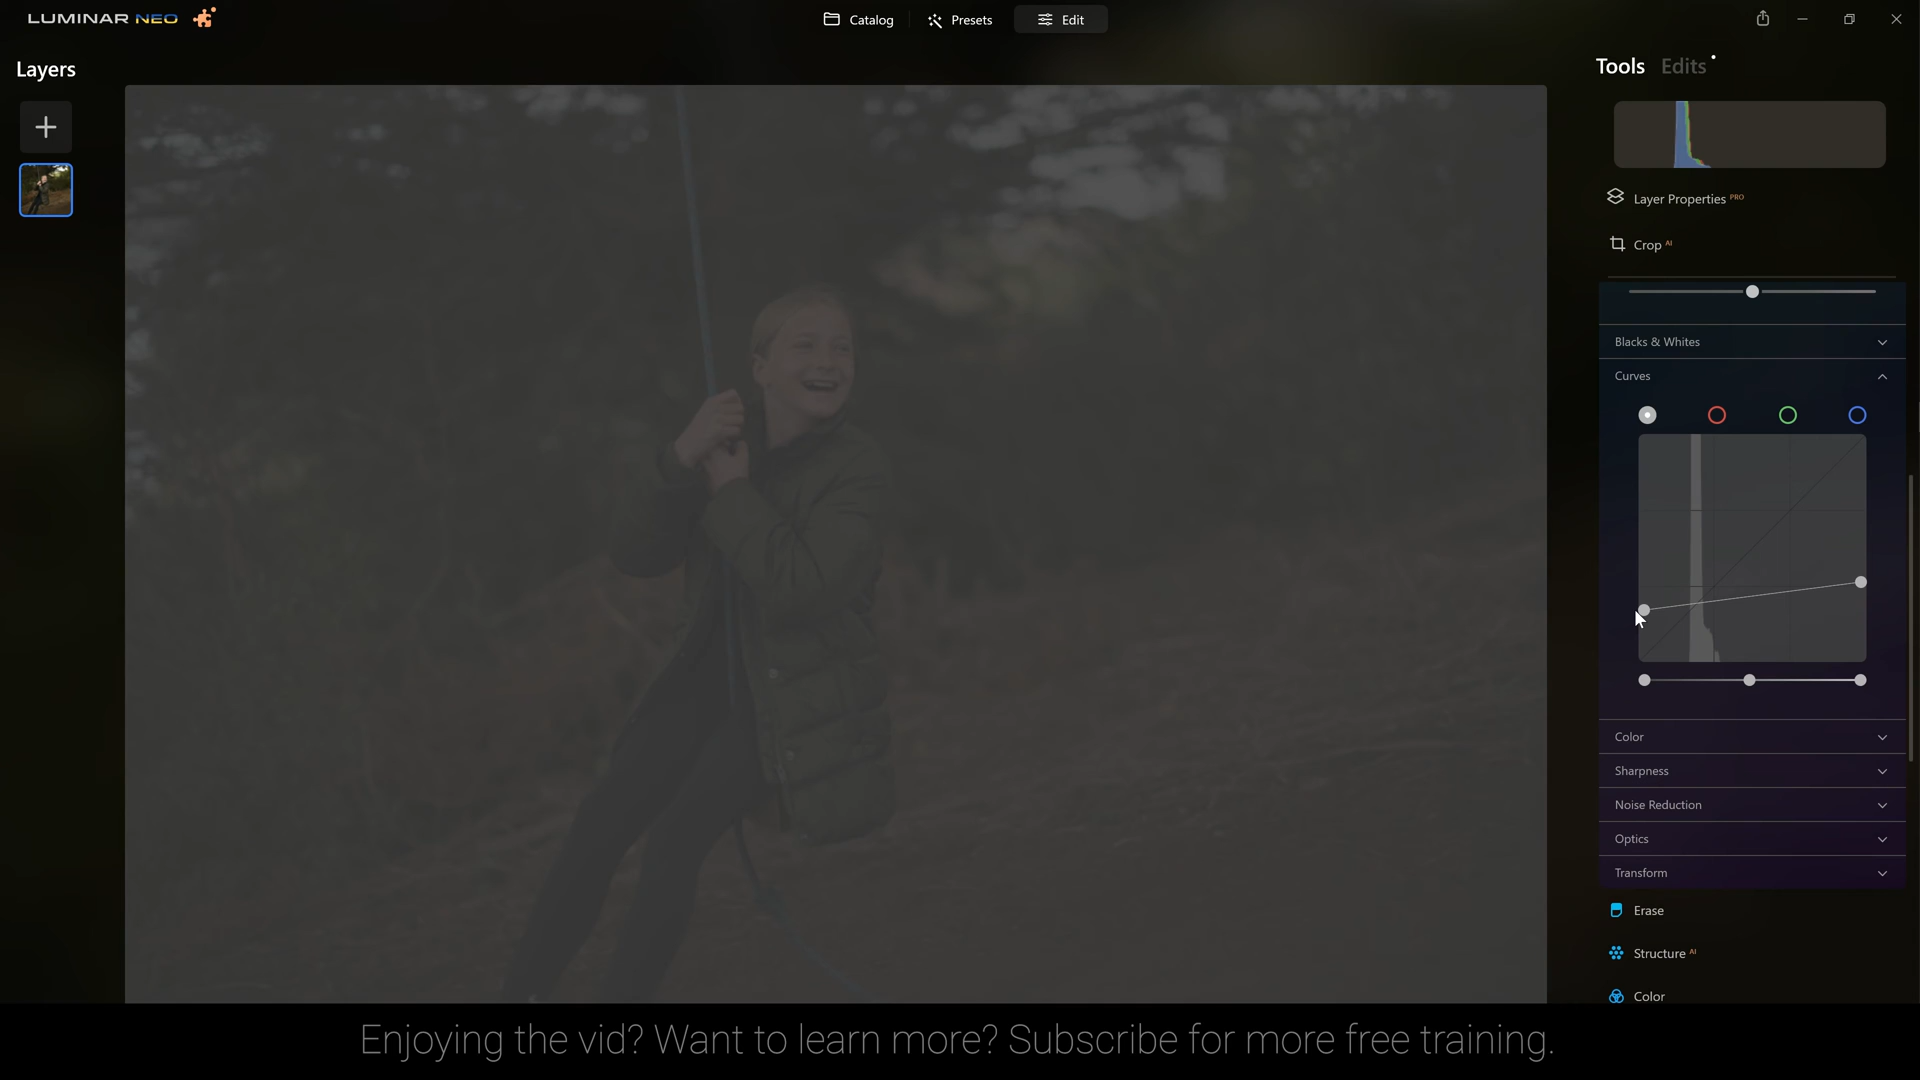 LUMINAR NEO
Catalog
Presets
Edit
Layers
Tools
Edits
Layer Properties PRO
Crop AI
Blacks & Whites
Curves
Color
Sharpness
Noise Reduction
Optics
Transform
Erase
Structure AI
Color
Enjoying the vid? Want to learn more? Subscribe for more free training.